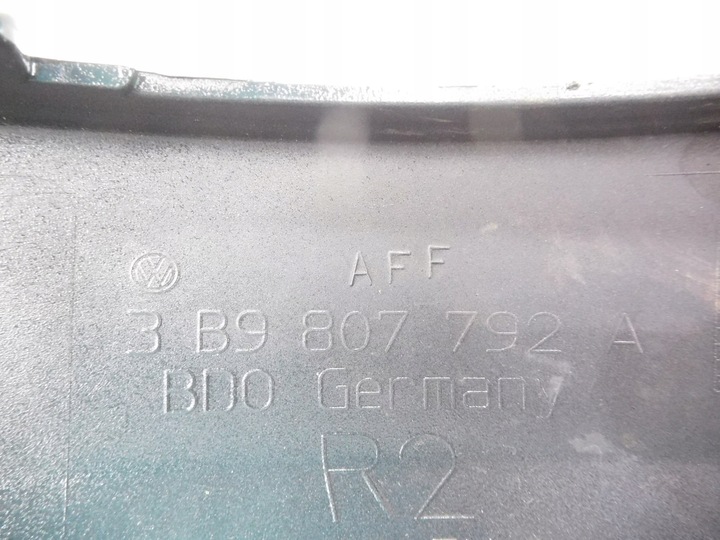 AFF
3 B9 807 792 A
BDO Germany
R2